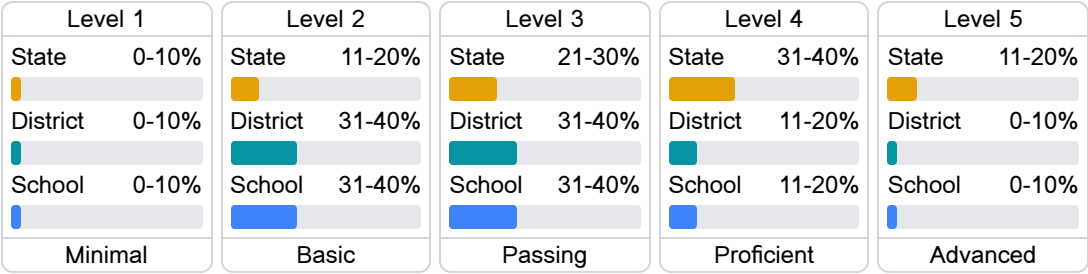 Level 1
State 0-10%
District 0-10%
School 0-10%
Minimal
Level 2
State 11-20%
District 31-40%
School 31-40%
Basic
Level 3
State 21-30%
District 31-40%
School 31-40%
Passing
Level 4
State 31-40%
District 11-20%
School 11-20%
Proficient
Level 5
State 11-20%
District 0-10%
School 0-10%
Advanced